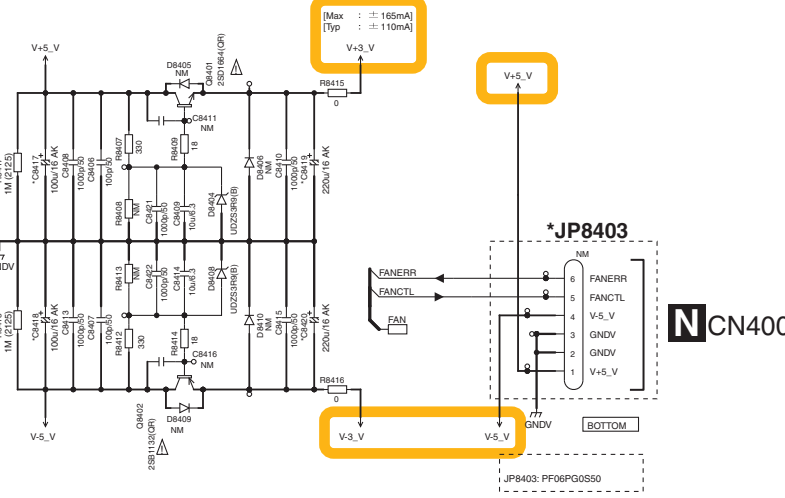 [Max : ±165mA]
[Typ : ±110mA]
V+3_V
V+5_V
V+5_V
D8405
NM
Q8401
2SD1664(QR)
R8415
0
C8411
NM
1M (2125)
*C8417
100u/16 AK
C8408
1000p/50
C8406
100p/50
R8407
330
R8409
18
D8406
NM
C8410
1000p/50
*C8419
220u/16 AK
R8408
NM
C8421
1000p/50
C8409
10u/6.3
D8404
UDZS3R9(B)
*JP8403
NM
FANERR
6
FANERR
FANCTL
5
FANCTL
FAN
4
V-5_V
3
GNDV
2
GNDV
1
V+5_V
N
R8413
NM
C8422
1000p/50
C8414
10u/6.3
D8408
UDZS3R9(B)
1M (2125)
*C8418
100u/16 AK
C8413
1000p/50
C8407
100p/50
R8412
330
R8414
18
D8410
NM
C8415
1000p/50
*C8420
220u/16 AK
C8416
NM
R8416
0
Q8402
2SB1132(QR)
D8409
NM
V-5_V
V-3_V
V-5_V
GNDV
BOTTOM
JP8403: PF06PG0S50